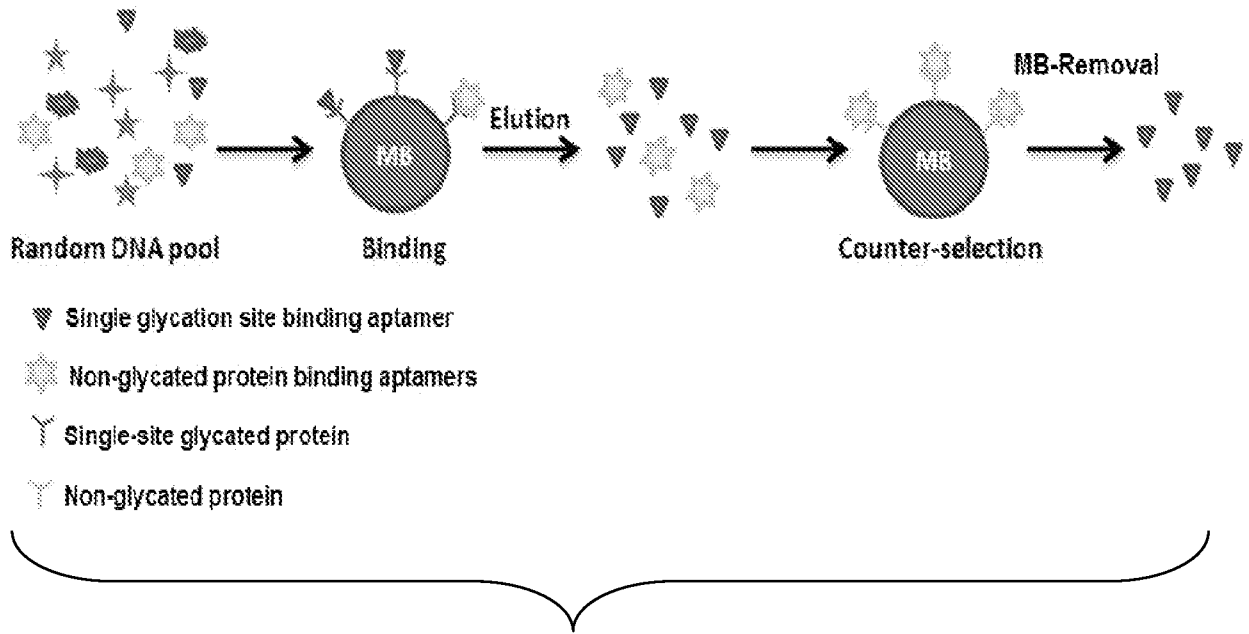 MB-Removal
Elution
MB
MB
Random DNA pool
Binding
Counter-selection
Single glycation site binding aptamer
Non-glycated protein binding aptamers
Single-site glycated protein
Non-glycated protein